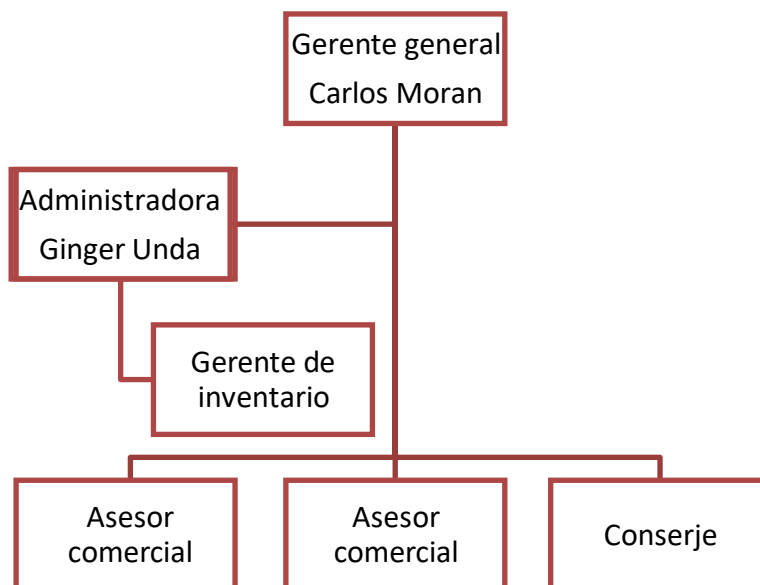 Gerente general
Carlos Moran
Administradora
Ginger Unda
Gerente de
inventario
Asesor
comercial
Asesor
comercial
Conserje